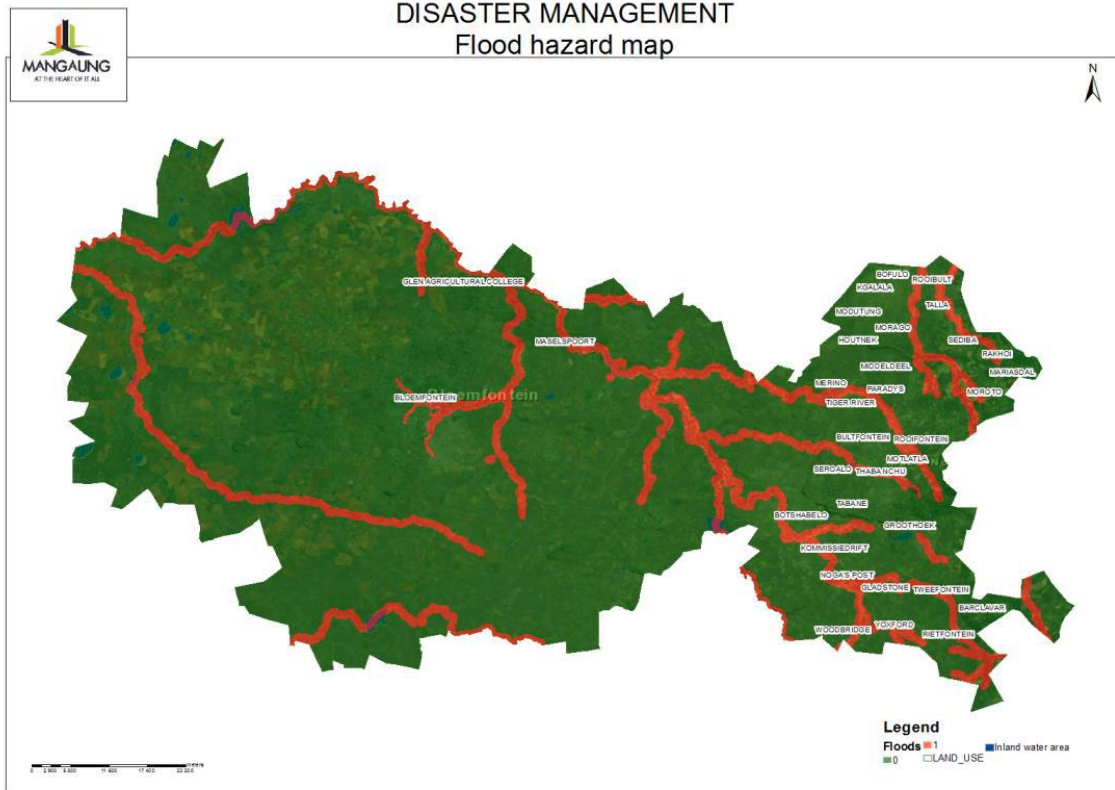 DISASTER MANAGEMENT
Flood hazard map
MANGAUNG
AT THE HEART OF IT ALL
N
BOFULO
ROOIBULT
KGALALA
GLEN AGRICULTURAL COLLEGE
TALLA
MODUTUNG
MORAGO
MASELSPOORT
HOUTNEK
SEDIBA
RAKHOI
MIDDELDEEL
MARIASDAL
MERINO
PARADYS
MOROTO
Bloemfontein
BLOEMFONTEIN
TIGER RIVER
BULTFONTEIN
ROOIFONTEIN
MOTLATLA
SEROALO
THABANCHU
TABANE
BOTSHABELO
GROOTHOEK
KOMMISSIEDRIFT
NOGA'S POST
GLADSTONE
TWEEFONTEIN
BARCLAVAR
WOODBRIDGE
YOXFORD
RIETFONTEIN
Legend
Floods
1
Inland water area
0
LAND_USE